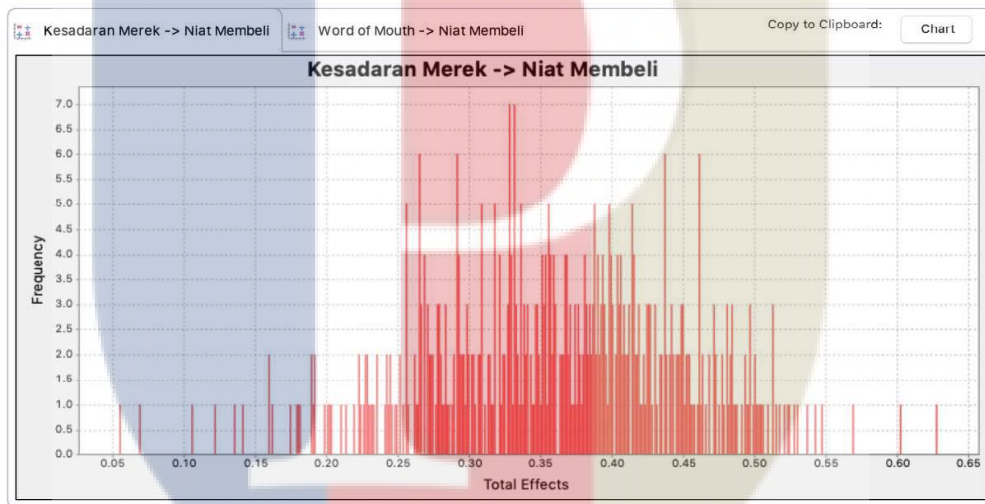 Kesadaran Merek -> Niat Membeli
Word of Mouth -> Niat Membeli
Copy to Clipboard:
Chart
Kesadaran Merek -> Niat Membeli
7.0
6.5
6.0
5.5
5.0
4.5
4.0
3.5
3.0
2.5
2.0
1.5
1.0
0.5
0.0
Frequency
0.05 0.10 0.15 0.20 0.25 0.30 0.35 0.40 0.45 0.50 0.55 0.60 0.65
Total Effects